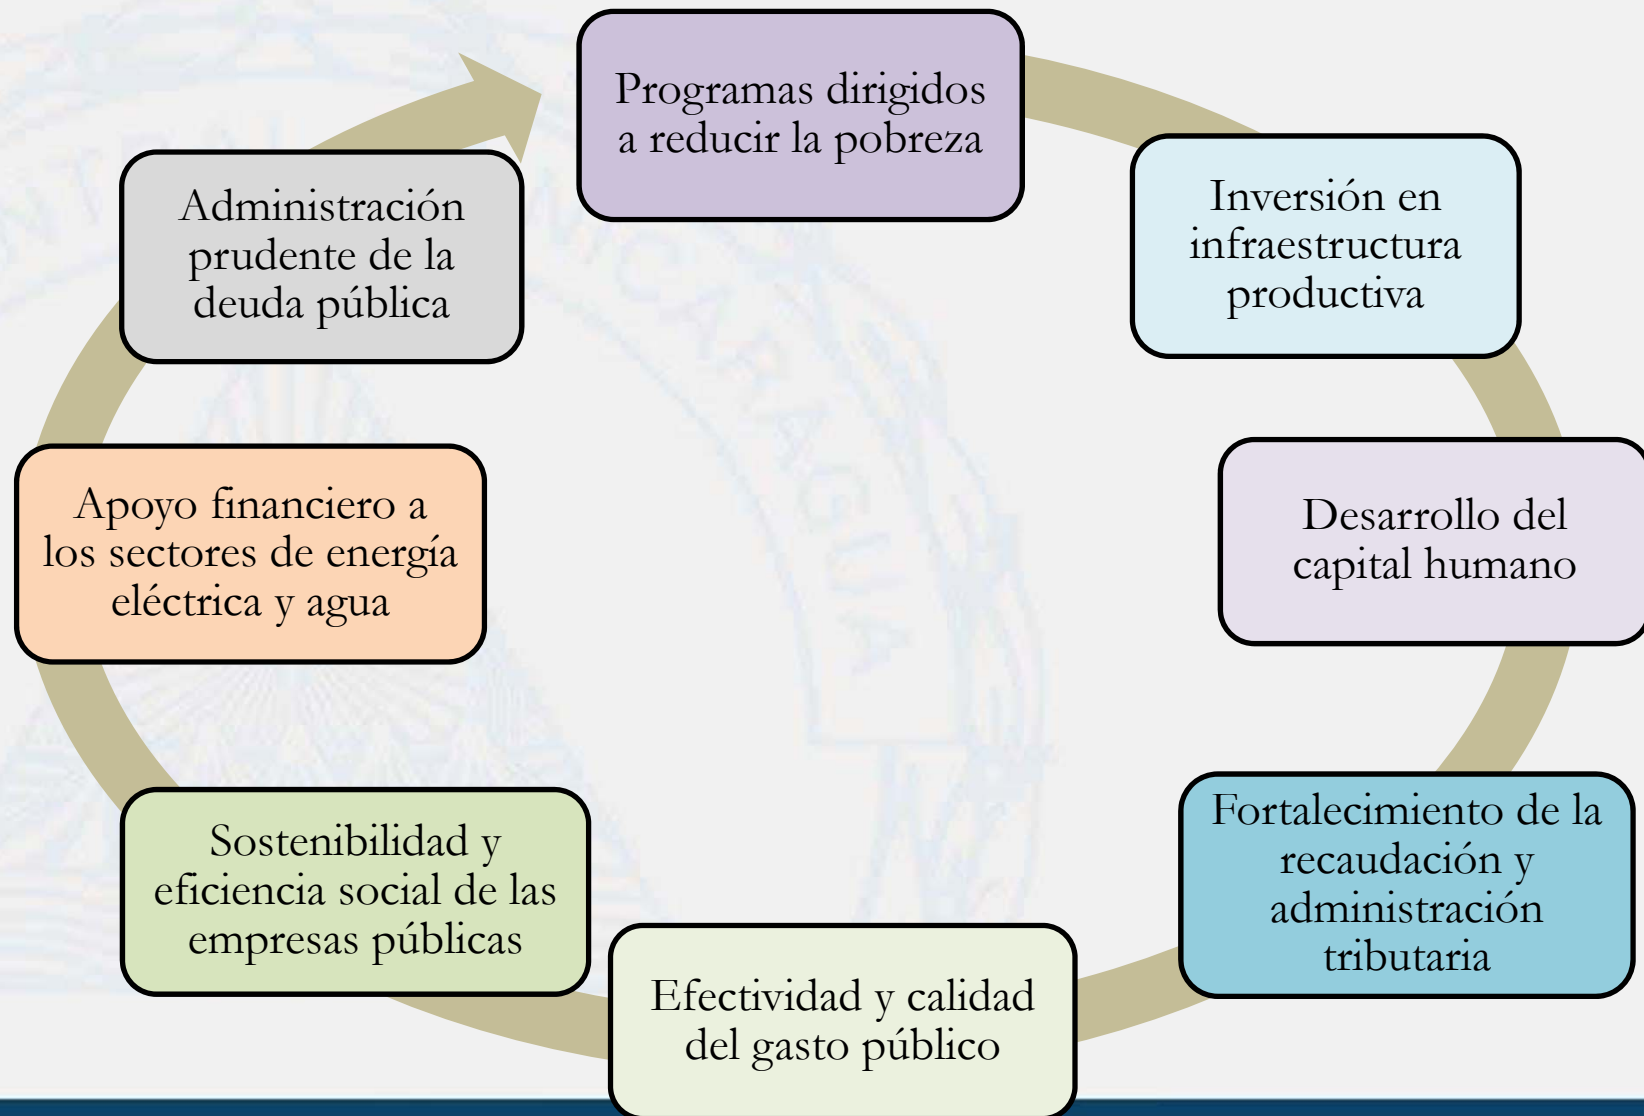 Programas dirigidos
a reducir la pobreza
Inversión en
infraestructura
productiva
Desarrollo del
capital humano
Fortalecimiento de la
recaudación y
administración
tributaria
Efectividad y calidad
del gasto público
Sostenibilidad y
eficiencia social de las
empresas públicas
Apoyo financiero a
los sectores de energía
eléctrica y agua
Administración
prudente de la
deuda pública
NICARAGUA